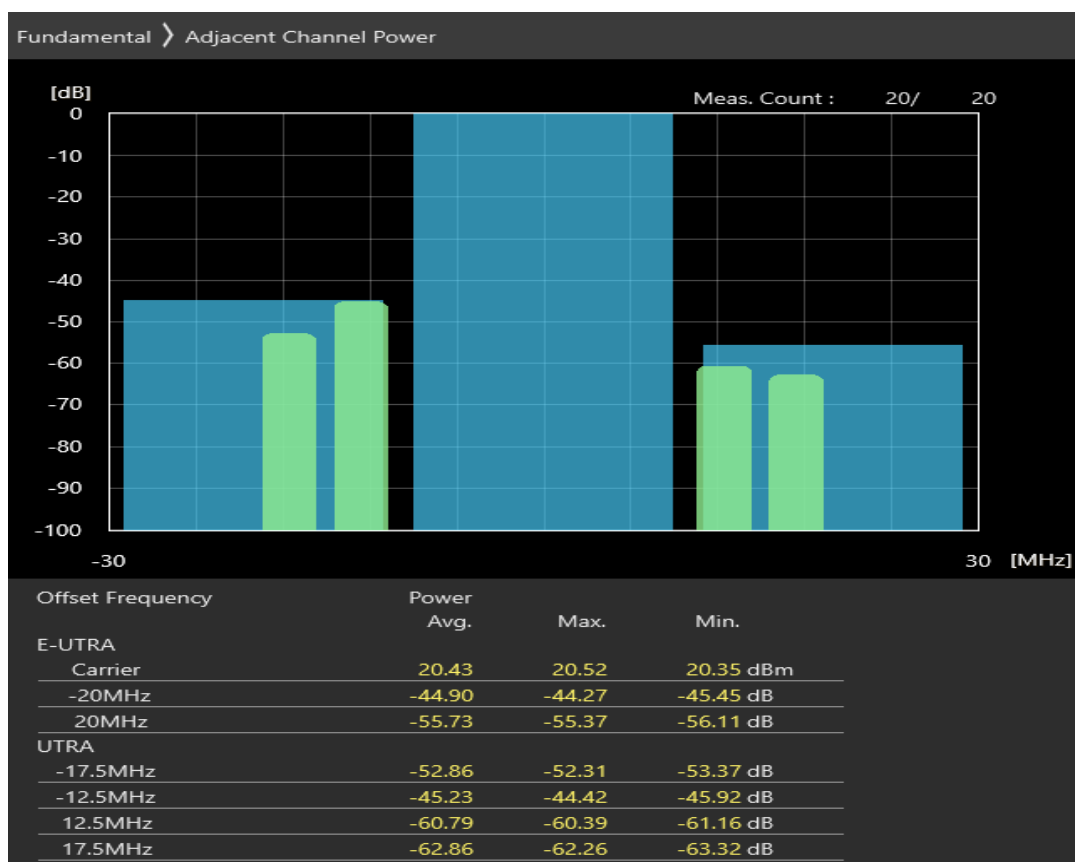 Fundamental 〉 Adjacent Channel Power
[dB]
Meas. Count : 20/ 20
0
-10
-20
-30
-40
-50
-60
-70
-80
-90
-100
-30 30 [MHz]
Offset Frequency Power
Avg. Max. Min.
E-UTRA
Carrier 20.43 20.52 20.35 dBm
-20MHz -44.90 -44.27 -45.45 dB
20MHz -55.73 -55.37 -56.11 dB
UTRA
-17.5MHz -52.86 -52.31 -53.37 dB
-12.5MHz -45.23 -44.42 -45.92 dB
12.5MHz -60.79 -60.39 -61.16 dB
17.5MHz -62.86 -62.26 -63.32 dB